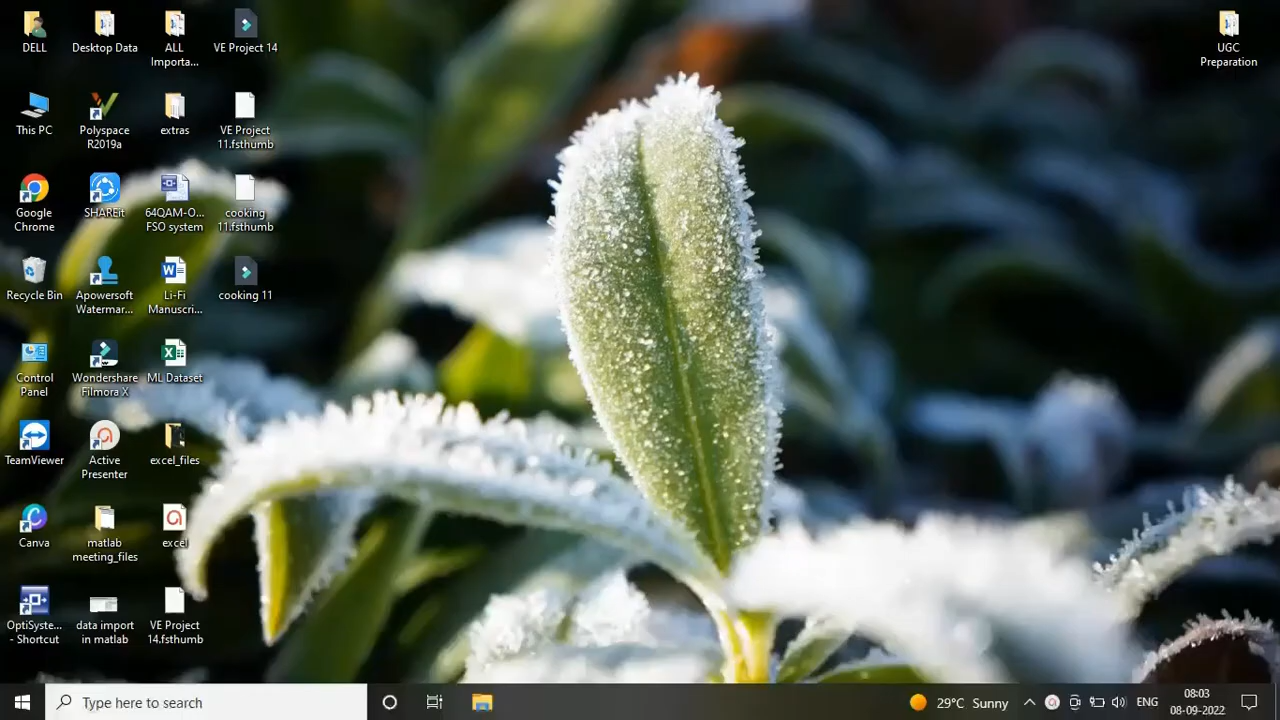 DELL
Desktop Data
ALL
Importa...
VE Project 14
UGC
Preparation
This PC
Polyspace
R2019a
extras
VE Project
11.fsthumb
Google
Chrome
SHAREit
64QAM-O...
FSO system
cooking
11.fsthumb
Recycle Bin
Apowersoft
Watermar...
Li-Fi
Manuscri...
cooking 11
Control
Panel
Wondershare
Filmora X
ML Dataset
TeamViewer
Active
Presenter
excel_files
Canva
matlab
meeting_files
excel
OptiSyste...
- Shortcut
data import
in matlab
VE Project
14.fsthumb
Type here to search
29°C Sunny
ENG
08:03
08-09-2022